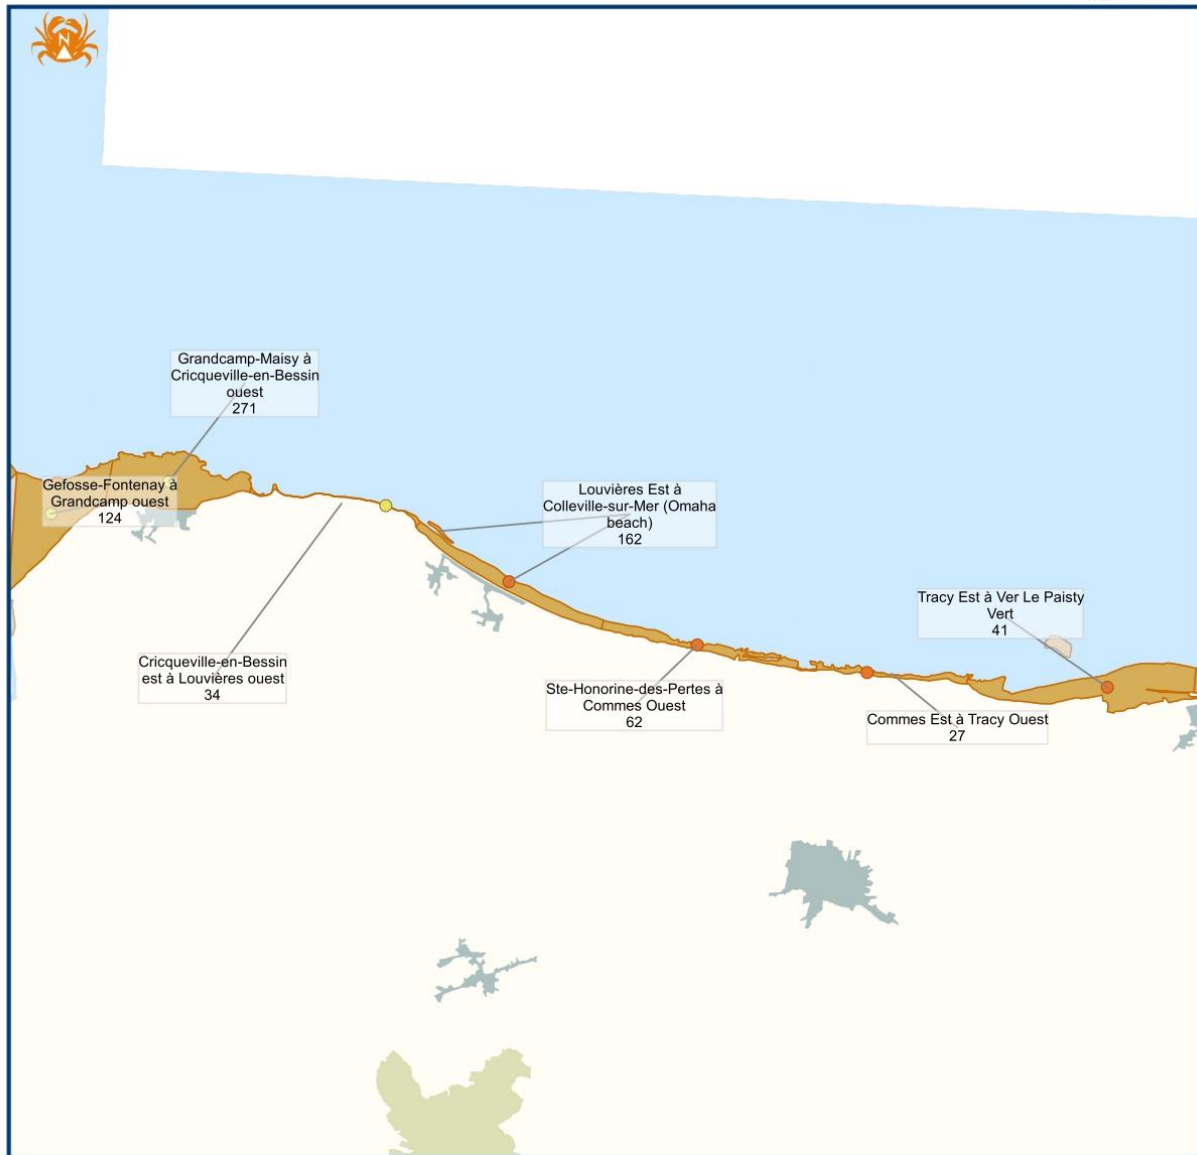 N
Grandcamp-Maisy à
Cricqueville-en-Bessin
ouest
271
Gefosse-Fontenay à
Grandcamp ouest
124
Louvières Est à
Colleville-sur-Mer (Omaha
beach)
162
Tracy Est à Ver Le Paisty
Vert
41
Cricqueville-en-Bessin
est à Louvières ouest
34
Ste-Honorine-des-Pertes à
Commes Ouest
62
Commes Est à Tracy Ouest
27